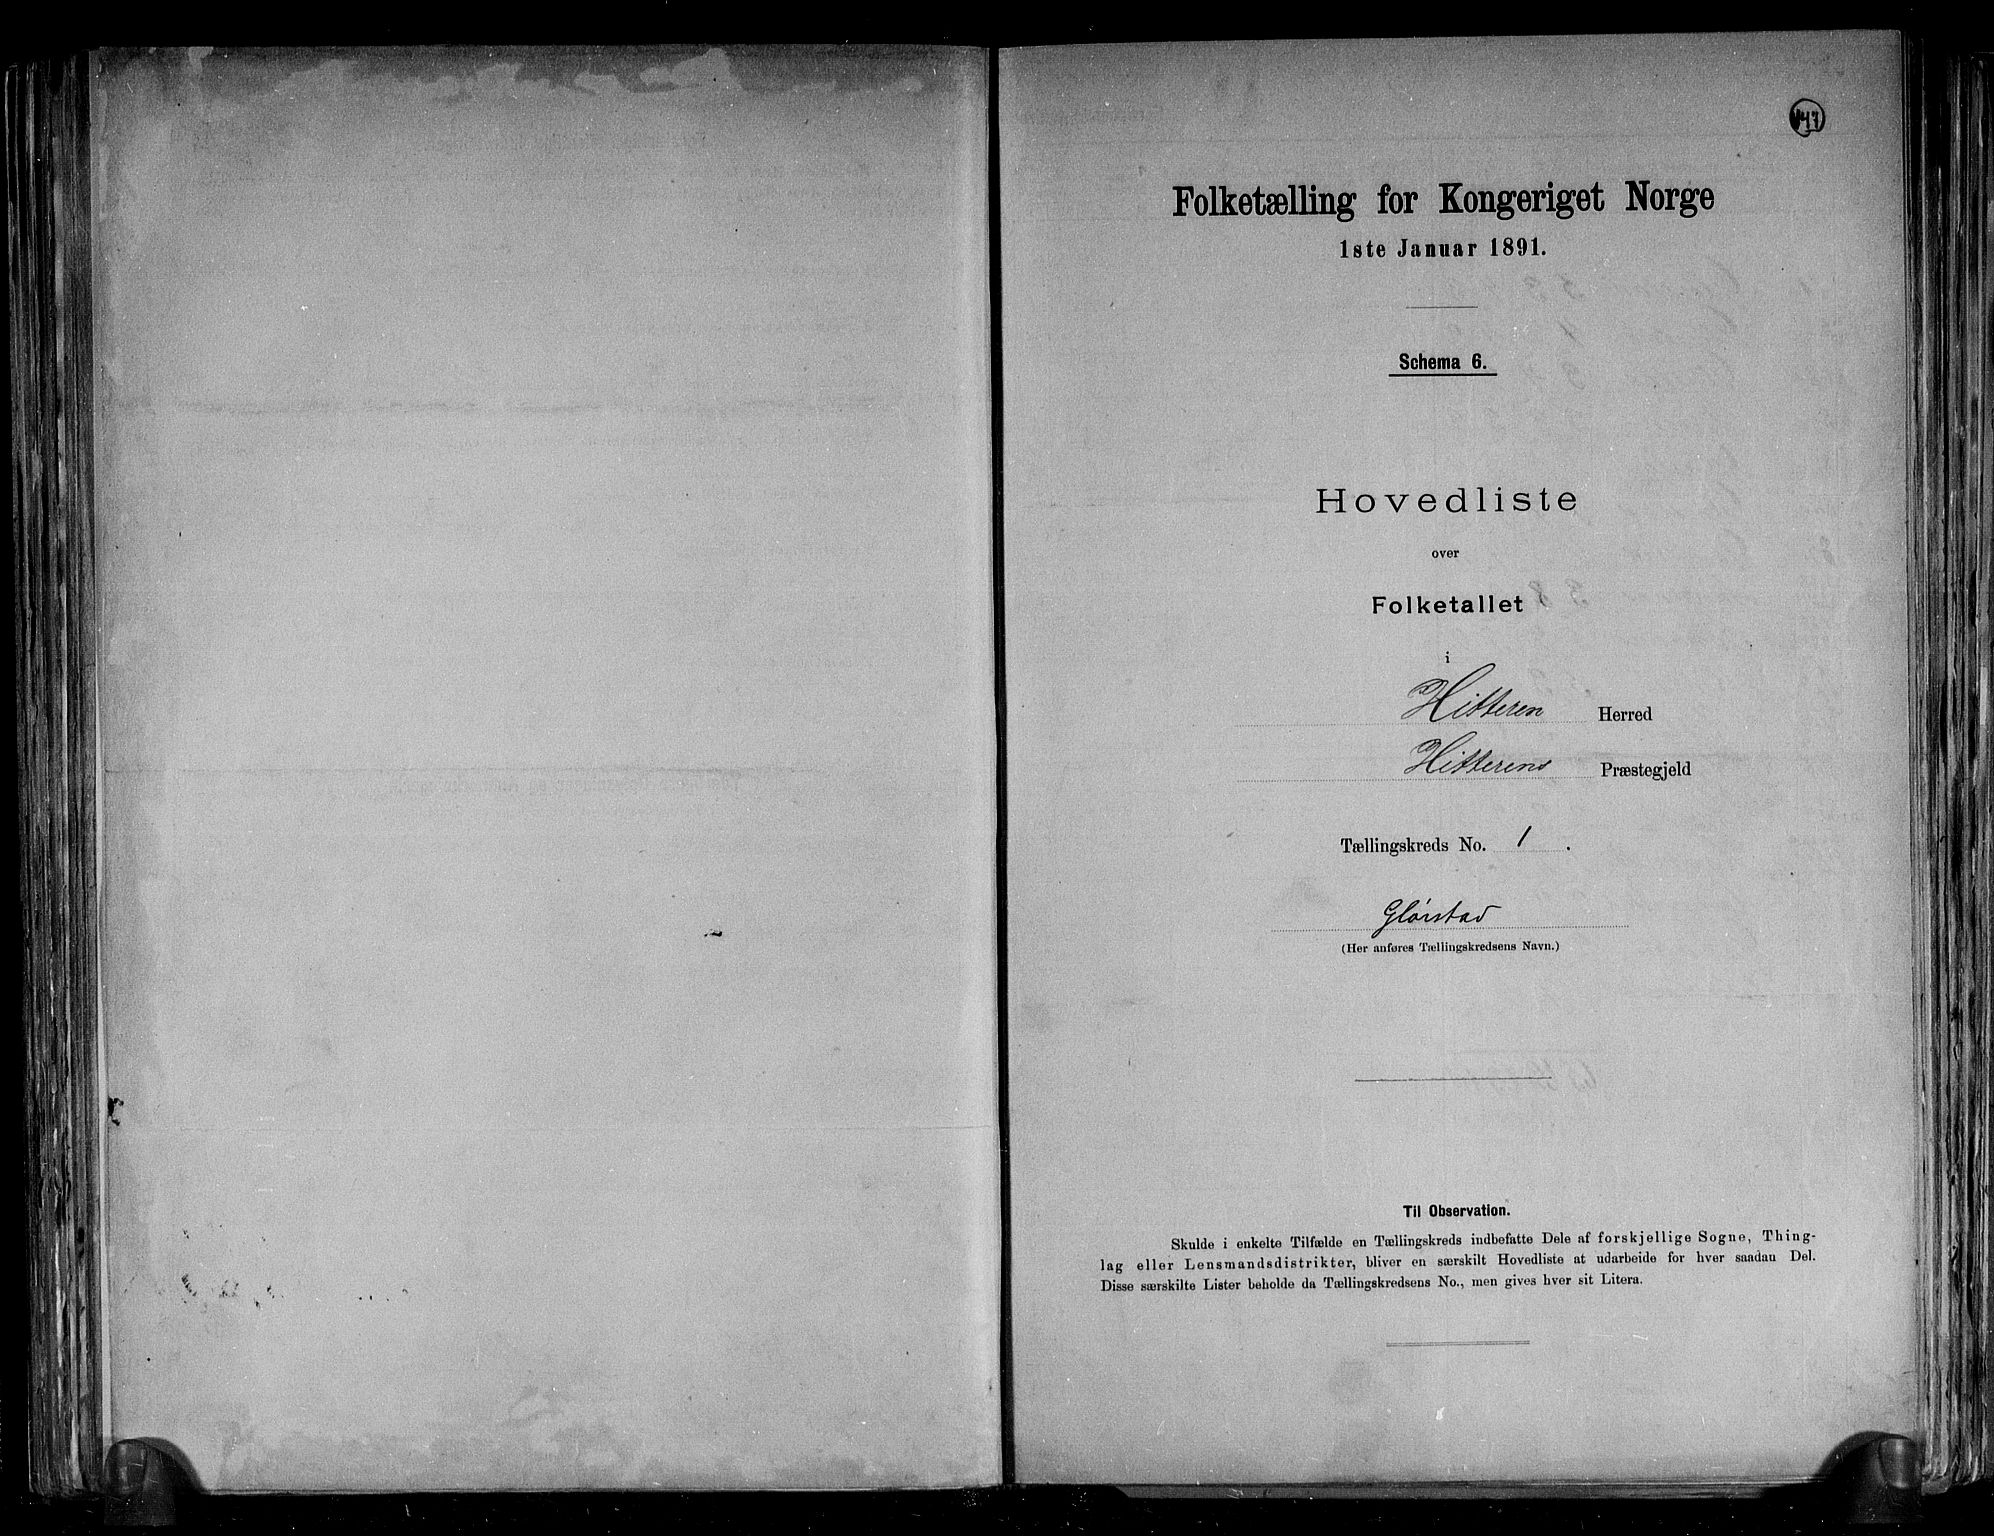 Folketælling for Kongeriget Norge
1ste Januar 1891.
Schema 6.
Hovedliste
over
Folketallet
i
Hitteren Herred
Hitterens Præstegjeld
Tællingskreds No. 1.
Glørstad
(Her anføres Tællingskredsens Navn.)
Til Observation.
Skulde i enkelte Tilfælde en Tællingskreds indbefatte Dele af forskjellige Sogne, Thing-
lag eller Lensmandsdistrikter, bliver en særskilt Hovedliste at udarbeide for hver saadan Del.
Disse særskilte Lister beholde da Tællingskredsens No., men gives hver sit Litera.